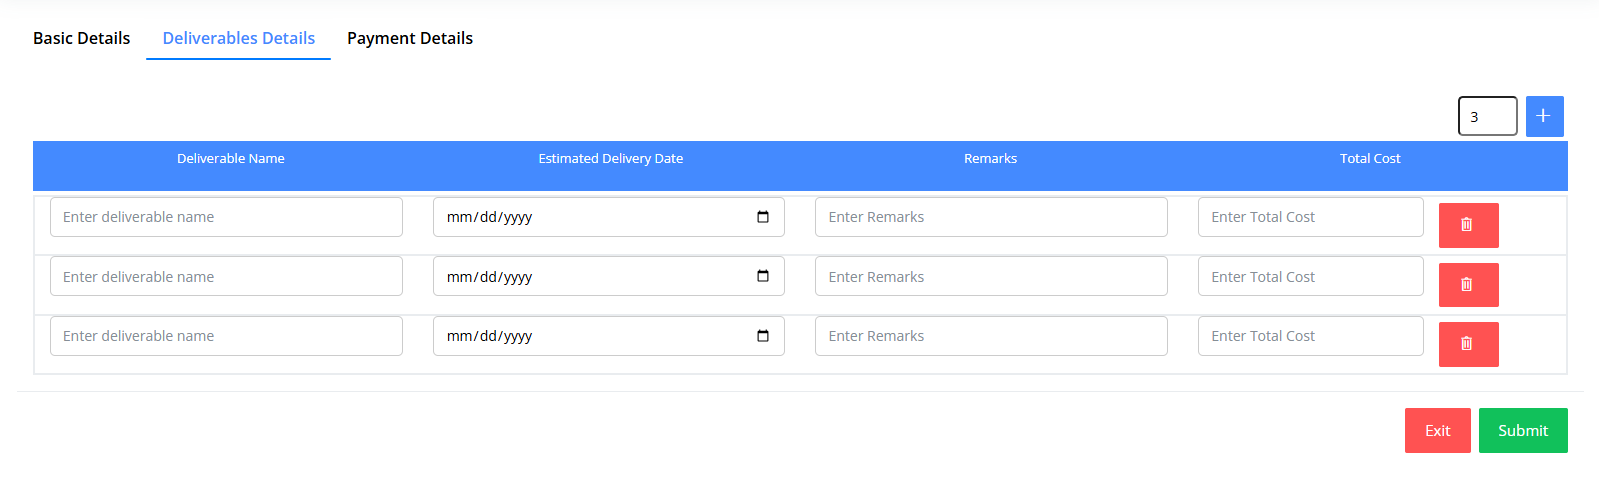 Basic Details Deliverables Details Payment Details
3
Deliverable Name Estimated Delivery Date Remarks Total Cost
Enter deliverable name mm/dd/yyyy Enter Remarks Enter Total Cost
Enter deliverable name mm/dd/yyyy Enter Remarks Enter Total Cost
Enter deliverable name mm/dd/yyyy Enter Remarks Enter Total Cost
Exit Submit